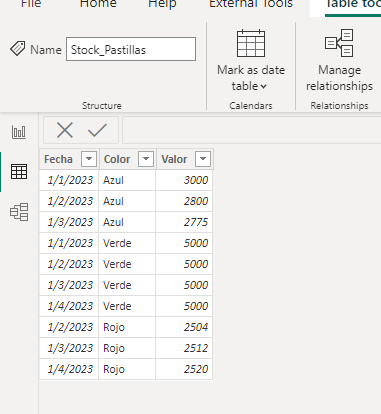 File Home Help External Tools Table too
Name Stock_Pastillas
Mark as date
table
Manage
relationships
Structure Calendars Relationships
Fecha Color Valor
1/1/2023 Azul 3000
1/2/2023 Azul 2800
1/3/2023 Azul 2775
1/1/2023 Verde 5000
1/2/2023 Verde 5000
1/3/2023 Verde 5000
1/4/2023 Verde 5000
1/2/2023 Rojo 2504
1/3/2023 Rojo 2512
1/4/2023 Rojo 2520